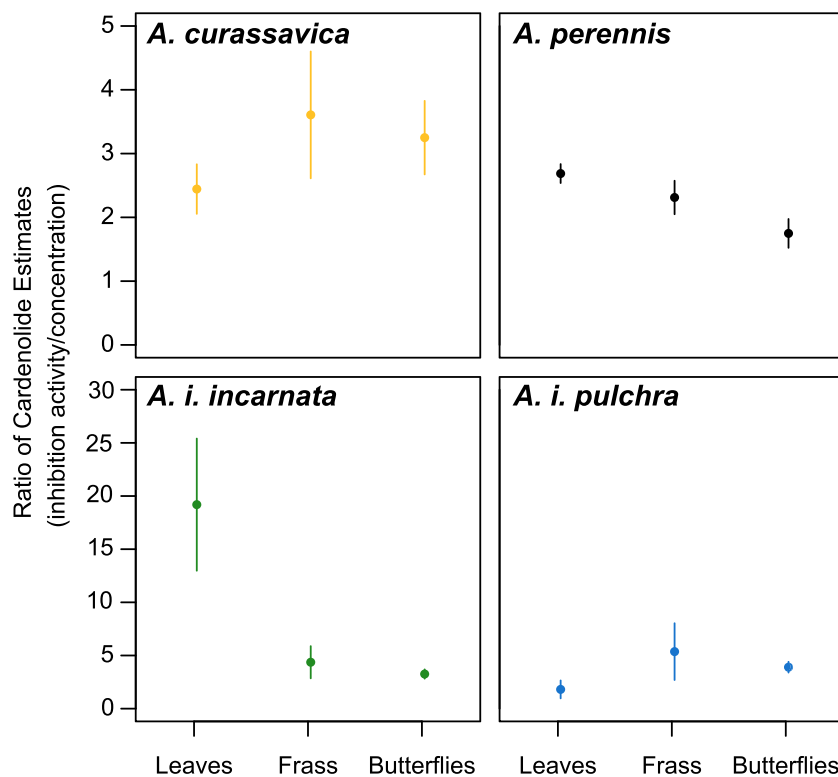 A. curassavica
A. perennis
5
4
3
2
1
0
A. i. incarnata
A. i. pulchra
30
25
20
15
10
5
0
Ratio of Cardenolide Estimates
(inhibition activity/concentration)
Leaves Frass Butterflies Leaves Frass Butterflies